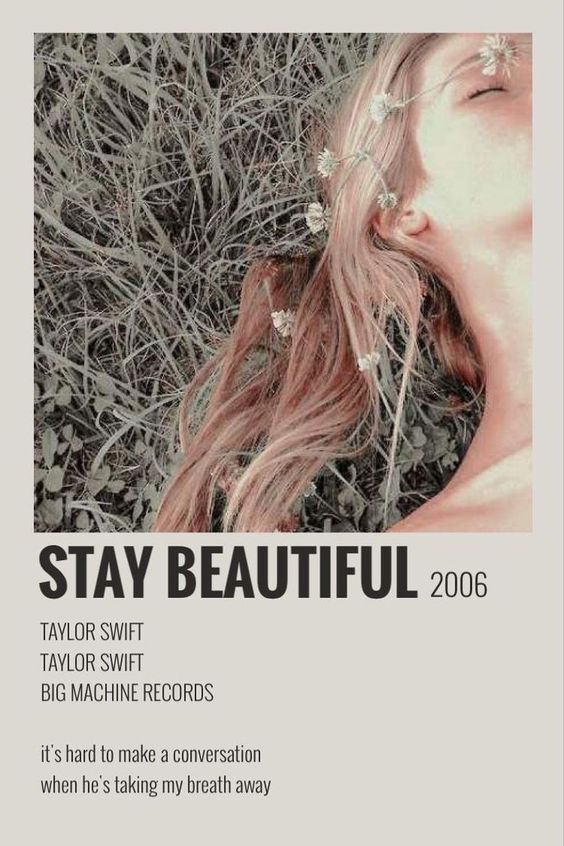 STAY BEAUTIFUL 2006
TAYLOR SWIFT
TAYLOR SWIFT
BIG MACHINE RECORDS
it's hard to make a conversation
when he's taking my breath away